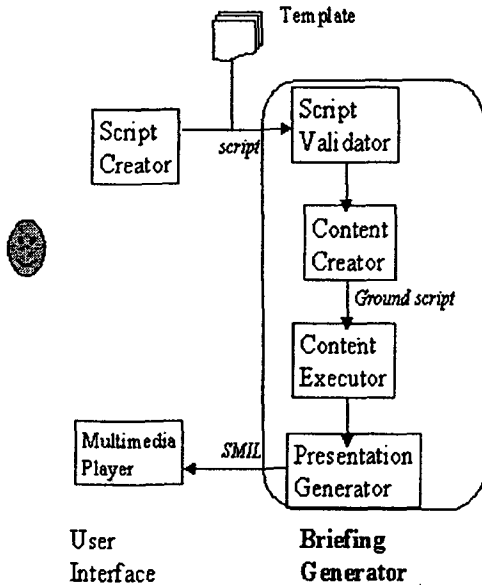 Template
Script
Creator
script
Script
Validator
Content
Creator
Ground script
Content
Executor
Multimedia
Player
SMIL
Presentation
Generator
User
Interface
Briefing
Generator